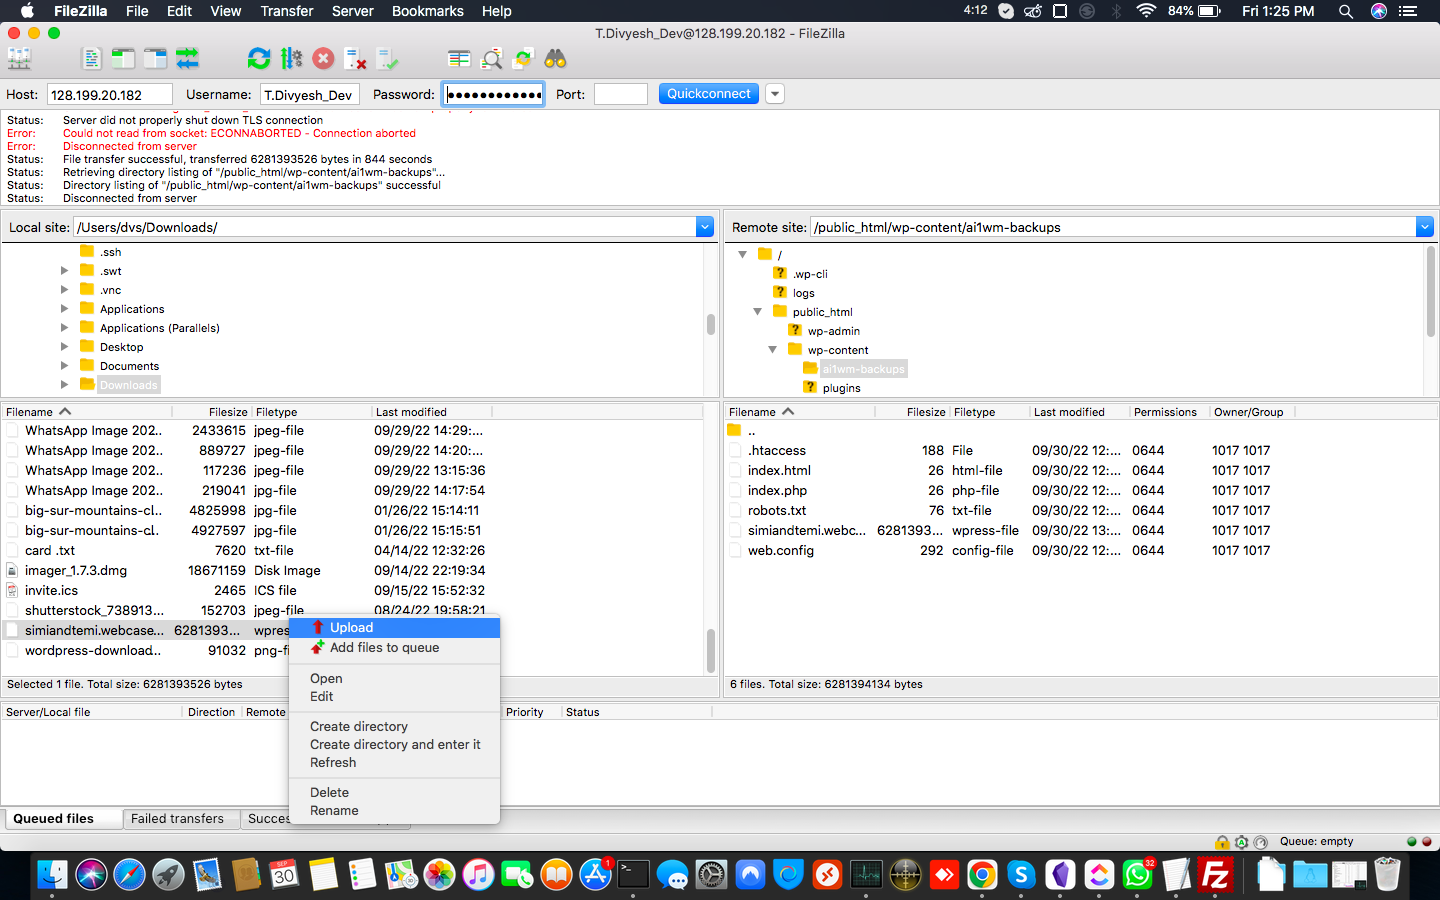 FileZilla File Edit View Transfer Server Bookmarks Help 4:12 84% Fri 1:25 PM
T.Divyesh_Dev@128.199.20.182 - FileZilla
Host: 128.199.20.182 Username: T.Divyesh_Dev Password: ●●●●●●●●●●●● Port: Quickconnect
Status: Server did not properly shut down TLS connection
Error: Could not read from socket: ECONNABORTED - Connection aborted
Error: Disconnected from server
Status: File transfer successful, transferred 6281393526 bytes in 844 seconds
Status: Retrieving directory listing of "/public_html/wp-content/ai1wm-backups"...
Status: Directory listing of "/public_html/wp-content/ai1wm-backups" successful
Status: Disconnected from server
Local site: /Users/dvs/Downloads/
.ssh
.swt
.vnc
Applications
Applications (Parallels)
Desktop
Documents
Downloads
Remote site: /public_html/wp-content/ai1wm-backups
/
.wp-cli
logs
public_html
wp-admin
wp-content
ai1wm-backups
plugins
Filename Filesize Filetype Last modified
WhatsApp Image 202... 2433615 jpeg-file 09/29/22 14:29:...
WhatsApp Image 202... 889727 jpeg-file 09/29/22 14:20:...
WhatsApp Image 202... 117236 jpeg-file 09/29/22 13:15:36
WhatsApp Image 202... 219041 jpg-file 09/29/22 14:17:54
big-sur-mountains-cl... 4825998 jpg-file 01/26/22 15:14:11
big-sur-mountains-cl... 4927597 jpg-file 01/26/22 15:15:51
card .txt 7620 txt-file 04/14/22 12:32:26
imager_1.7.3.dmg 18671159 Disk Image 09/14/22 22:19:34
invite.ics 2465 ICS file 09/15/22 15:52:32
shutterstock_738913... 152703 jpeg-file 08/24/22 19:58:21
simiandtemi.webcase... 6281393... wpres
wordpress-download... 91032 png-fi
Selected 1 file. Total size: 6281393526 bytes
Upload
Add files to queue
Open
Edit
Create directory
Create directory and enter it
Refresh
Delete
Rename
Filename Filesize Filetype Last modified Permissions Owner/Group
..
.htaccess 188 File 09/30/22 12:... 0644 1017 1017
index.html 26 html-file 09/30/22 12:... 0644 1017 1017
index.php 26 php-file 09/30/22 12:... 0644 1017 1017
robots.txt 76 txt-file 09/30/22 12:... 0644 1017 1017
simiandtemi.webc... 6281393... wpress-file 09/30/22 13:... 0644 1017 1017
web.config 292 config-file 09/30/22 12:... 0644 1017 1017
6 files. Total size: 6281394134 bytes
Server/Local file Direction Remote Priority Status
Queued files Failed transfers Succes
Queue: empty
SEP
30
1
32